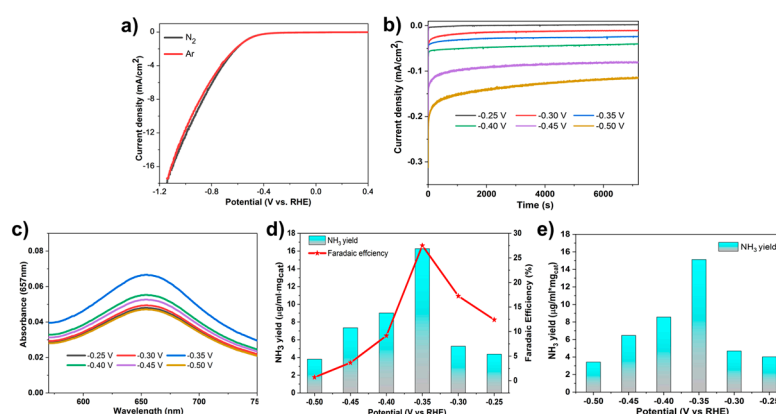 a)
N2
Ar
0
-4
-8
-12
-16
Current density (mA/cm2)
-1.2 -0.8 -0.4 0.0 0.4
Potential (V vs. RHE)
b)
0.0
-0.1
-0.2
-0.3
Current density (mA/cm2)
-0.25 V -0.30 V -0.35 V
-0.40 V -0.45 V -0.50 V
0 2000 4000 6000
Time (s)
c)
0.08
0.06
0.04
0.02
0.00
Absorbance (657nm)
-0.25 V -0.30 V -0.35 V
-0.40 V -0.45 V -0.50 V
600 650 700 75
Wavelength (nm)
d)
NH3 yield
Faradaic effciency
18
16
14
12
10
8
6
4
2
0
NH3 yield (μg/ml·mgcat)
30
25
20
15
10
5
0
Faradaic Efficiency (%)
-0.50 -0.45 -0.40 -0.35 -0.30 -0.25
Potential (V vs RHE)
e)
NH3 yield
18
16
14
12
10
8
6
4
2
0
NH3 yield (μg/ml*mgcat)
-0.50 -0.45 -0.40 -0.35 -0.30 -0.25
Potential (V vs RHE)